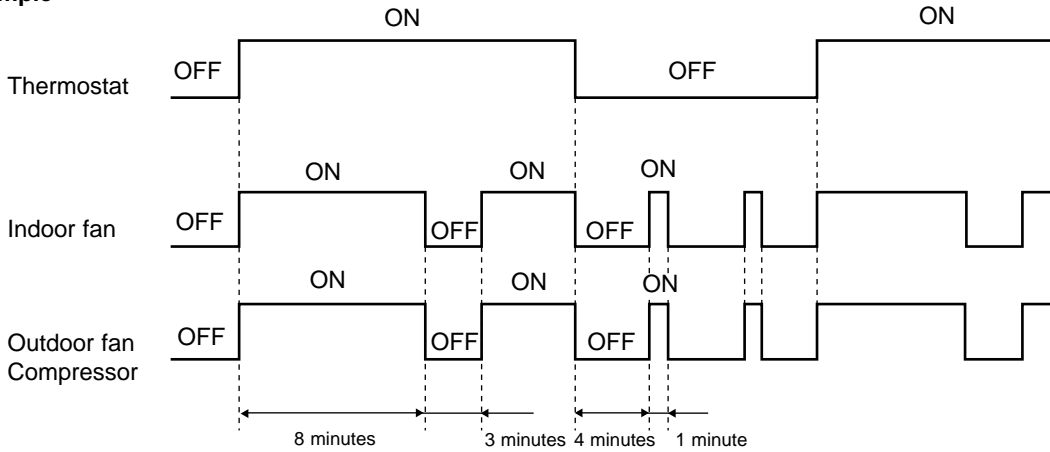 ON ON
Thermostat OFF OFF
ON ON ON
Indoor fan OFF OFF OFF
ON ON ON
Outdoor fan OFF OFF OFF
Compressor
8 minutes 3 minutes 4 minutes 1 minute